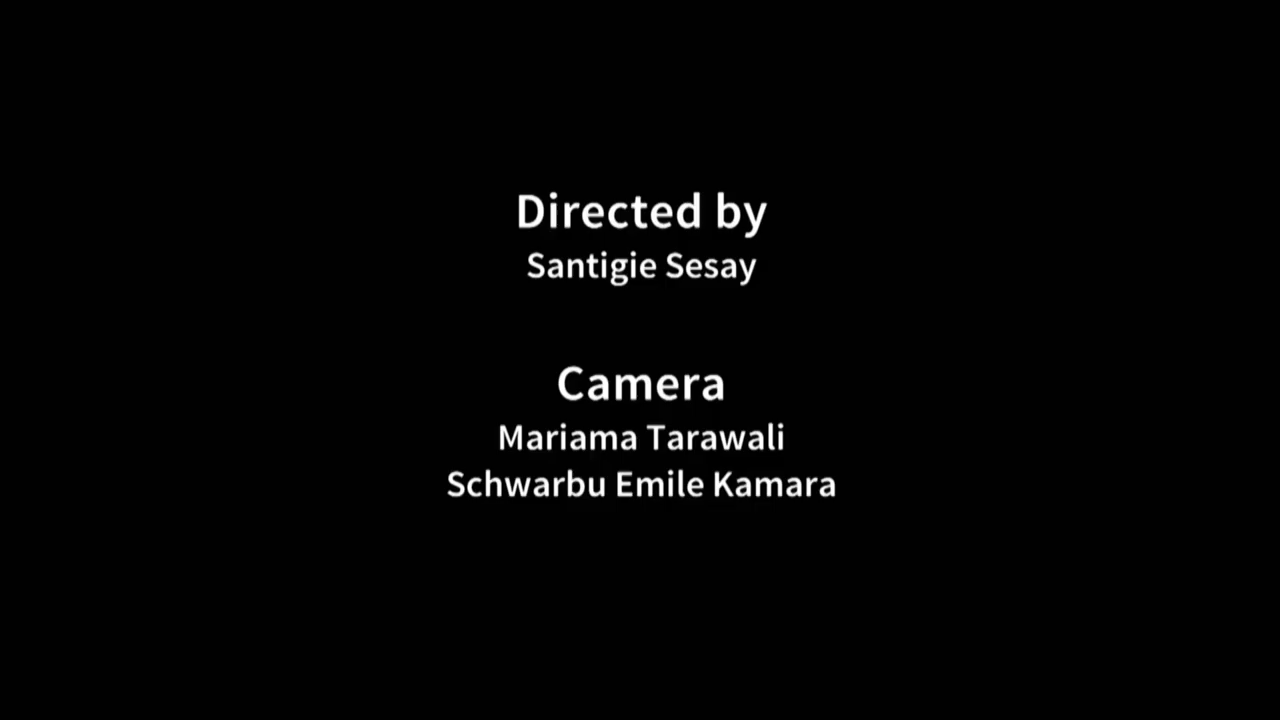 Directed by
Santigie Sesay
Camera
Mariama Tarawali
Schwarbu Emile Kamara